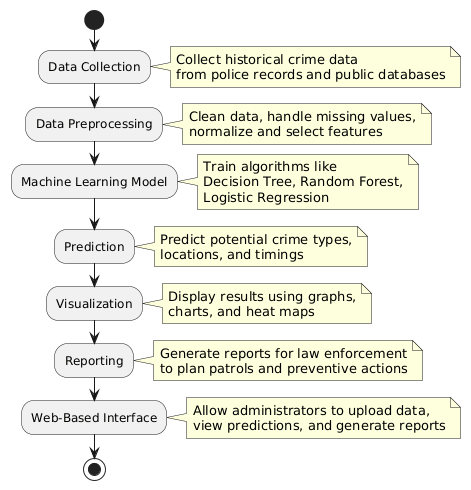 Data Collection
Collect historical crime data
from police records and public databases
Data Preprocessing
Clean data, handle missing values,
normalize and select features
Machine Learning Model
Train algorithms like
Decision Tree, Random Forest,
Logistic Regression
Prediction
Predict potential crime types,
locations, and timings
Visualization
Display results using graphs,
charts, and heat maps
Reporting
Generate reports for law enforcement
to plan patrols and preventive actions
Web-Based Interface
Allow administrators to upload data,
view predictions, and generate reports